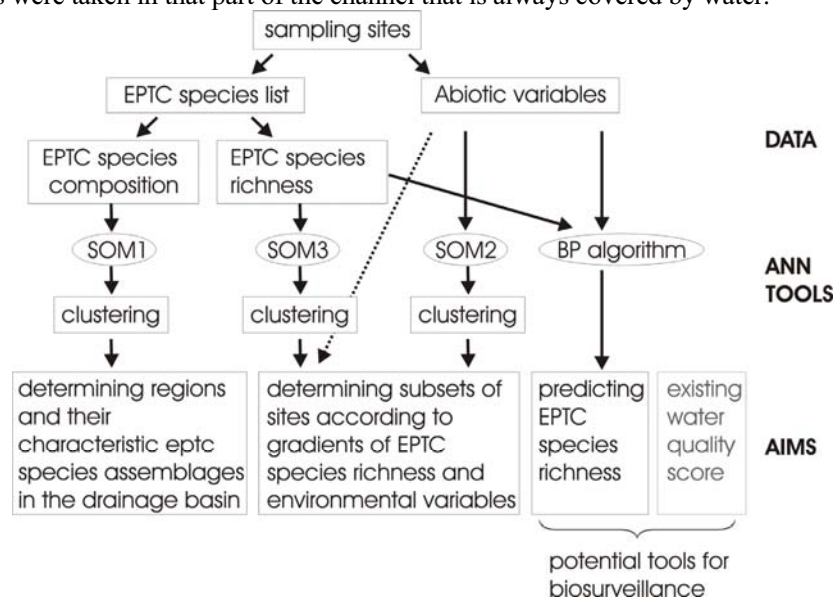 s were taken in that part of the channel that is always covered by water.
sampling sites
EPTC species list
Abiotic variables
DATA
EPTC species
composition
EPTC species
richness
SOM1
SOM3
SOM2
BP algorithm
ANN
TOOLS
clustering
clustering
clustering
determining regions
and their
characteristic eptc
species assemblages
in the drainage basin
determining subsets of
sites according to
gradients of EPTC
species richness and
environmental variables
predicting
EPTC
species
richness
existing
water
quality
score
AIMS
potential tools for
biosurveillance